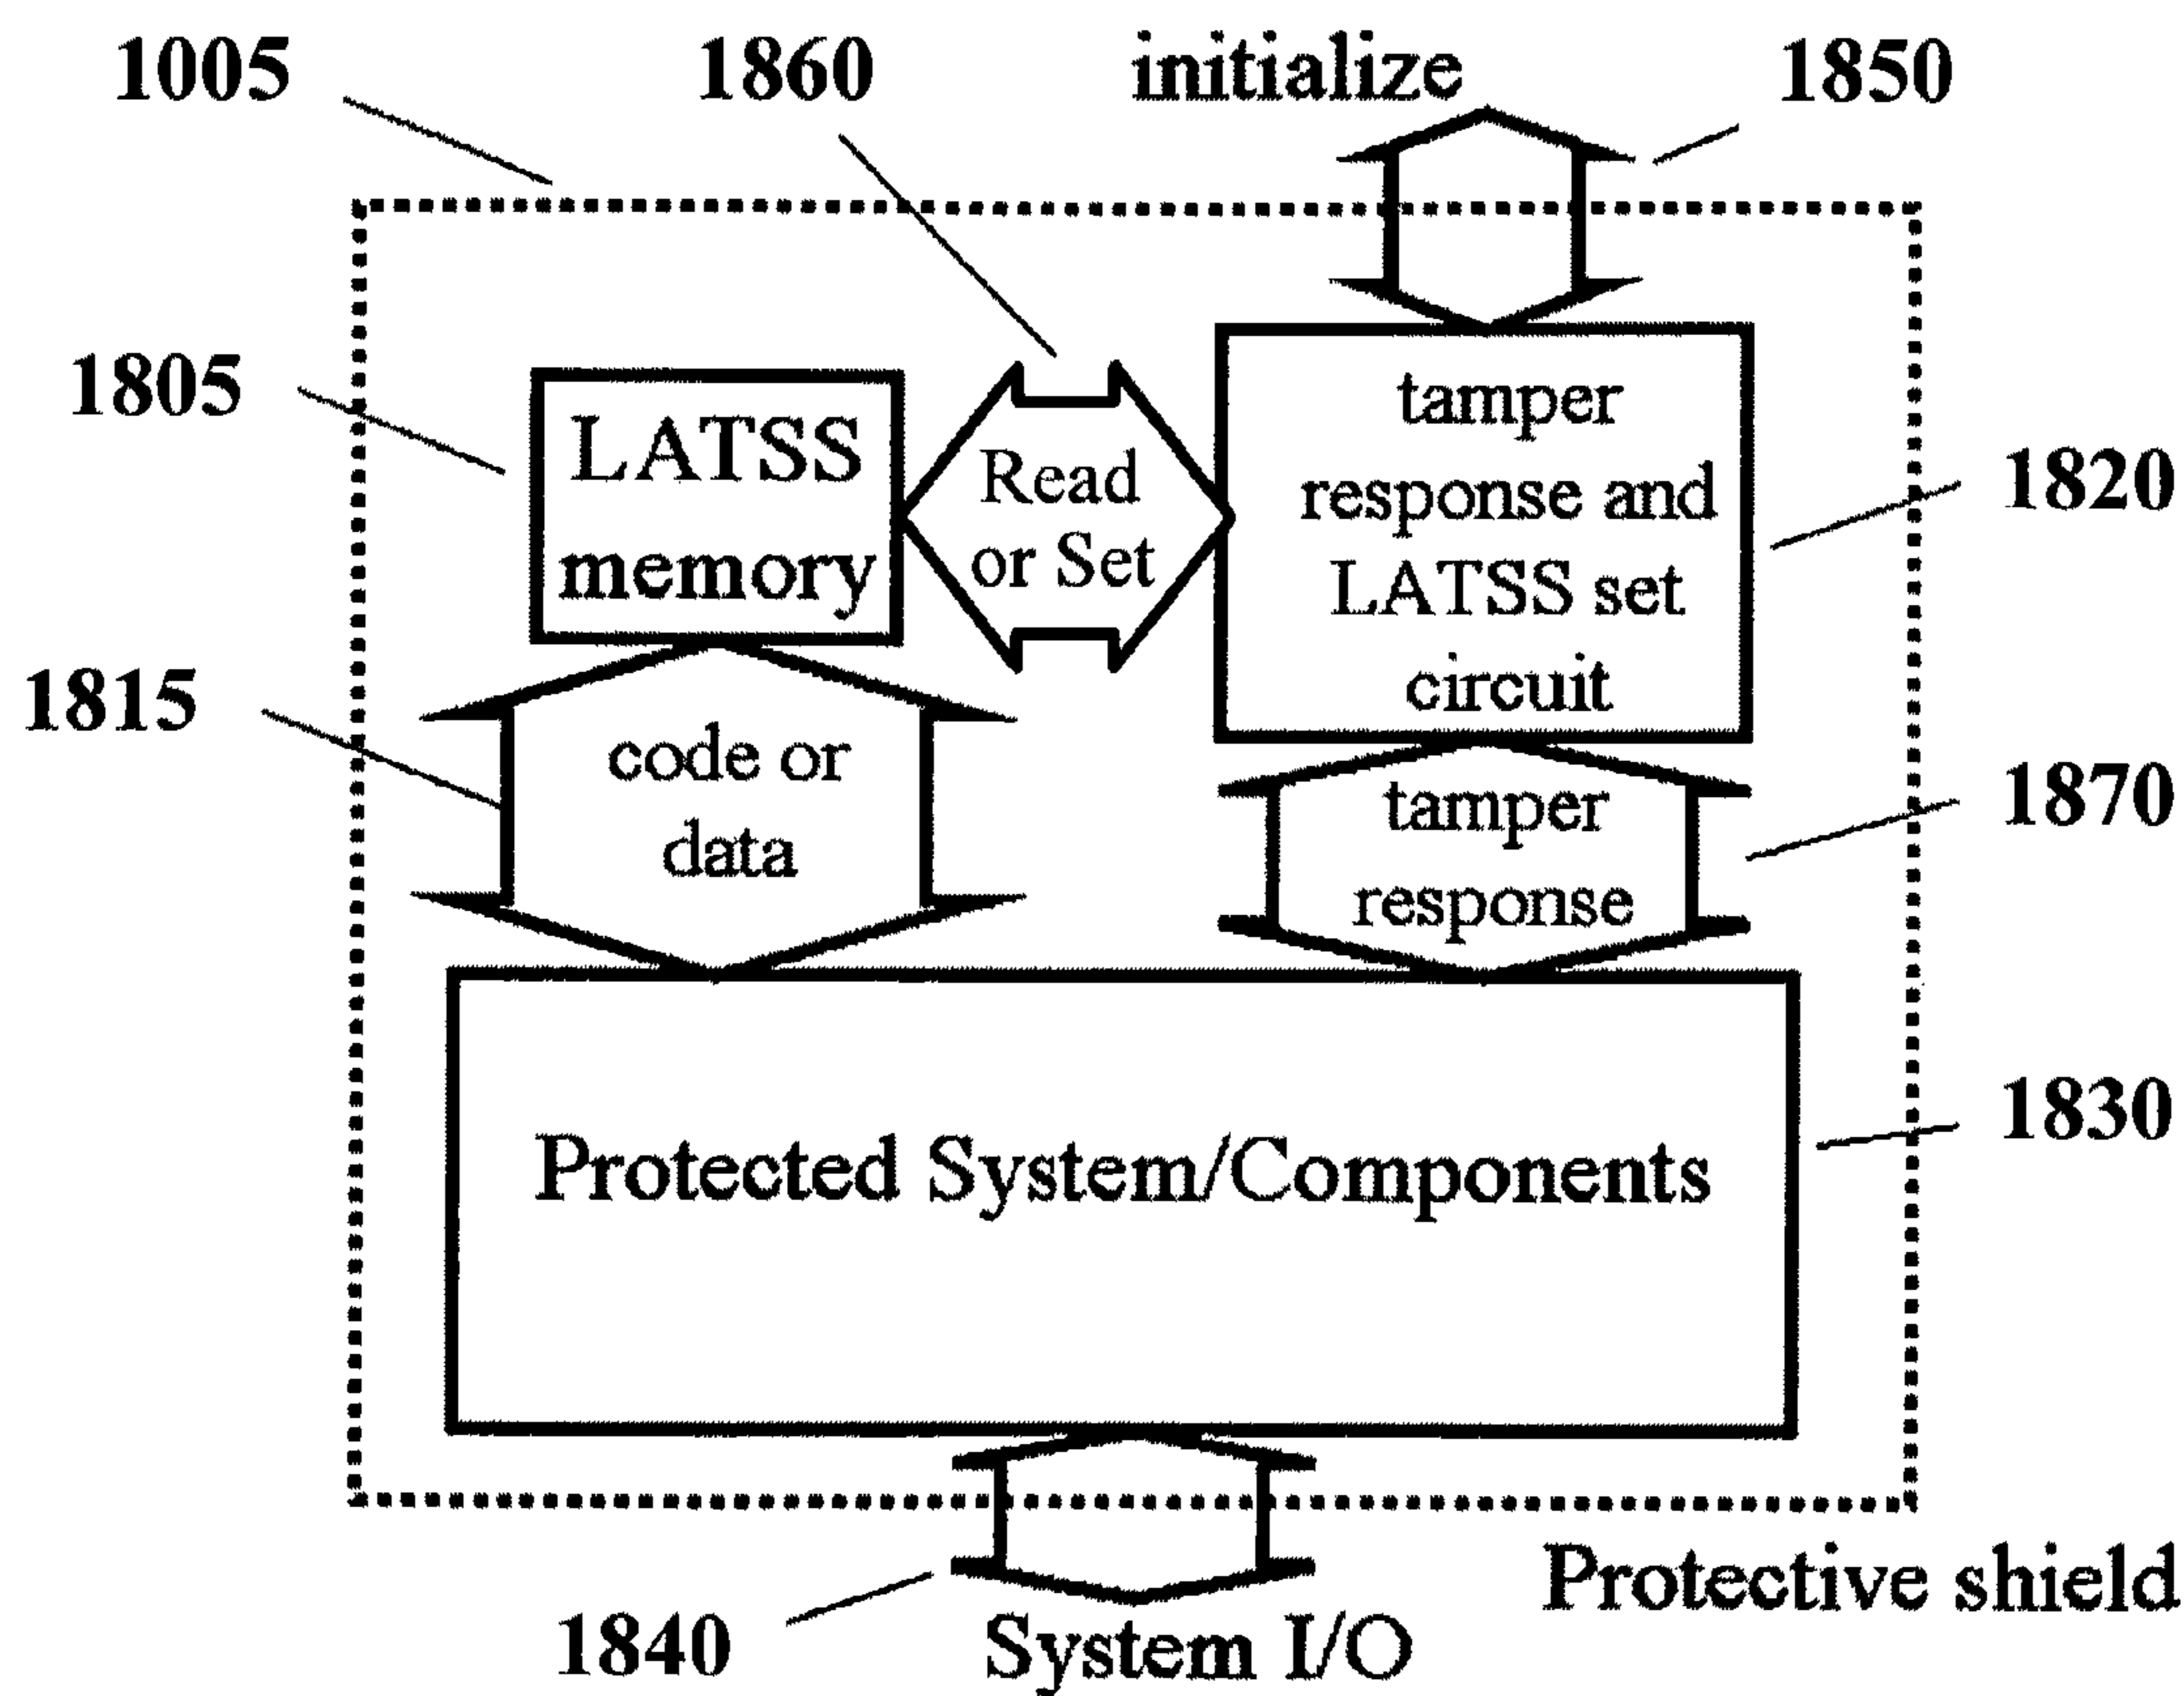 1005
1860
initialize
1850
1805
LATSS
memory
Read
or Set
tamper
response and
LATSS set
circuit
1820
1815
code or
data
tamper
response
1870
Protected System/Components
1830
Protective shield
1840
System I/O